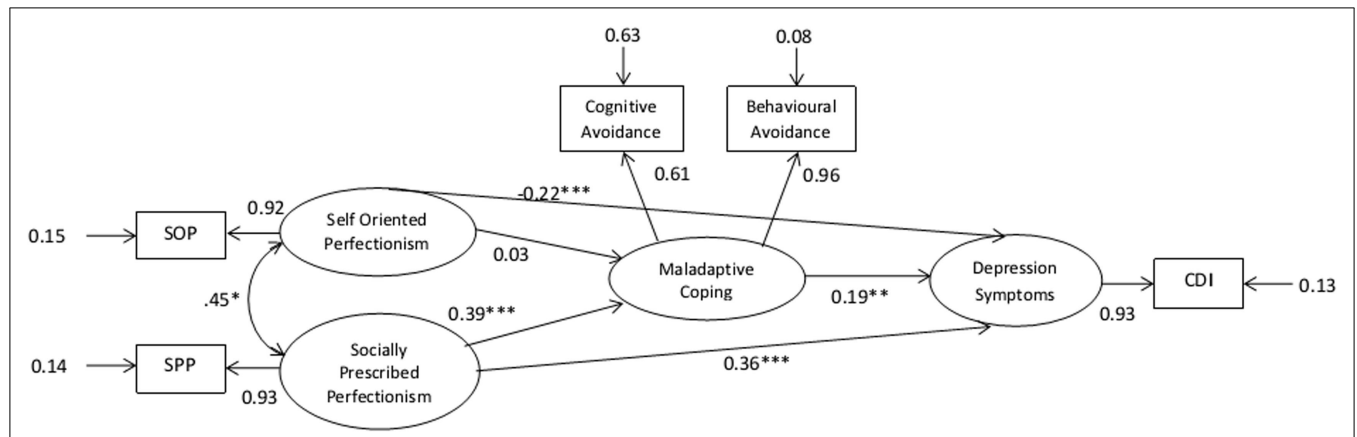 0.63
0.08
Cognitive
Avoidance
Behavioural
Avoidance
0.61
0.96
-0.22***
0.92
Self Oriented
Perfectionism
0.15
SOP
0.03
Maladaptive
Coping
Depression
Symptoms
CDI
0.13
0.19**
0.93
.45*
0.39***
Socially
Prescribed
Perfectionism
0.36***
0.14
SPP
0.93